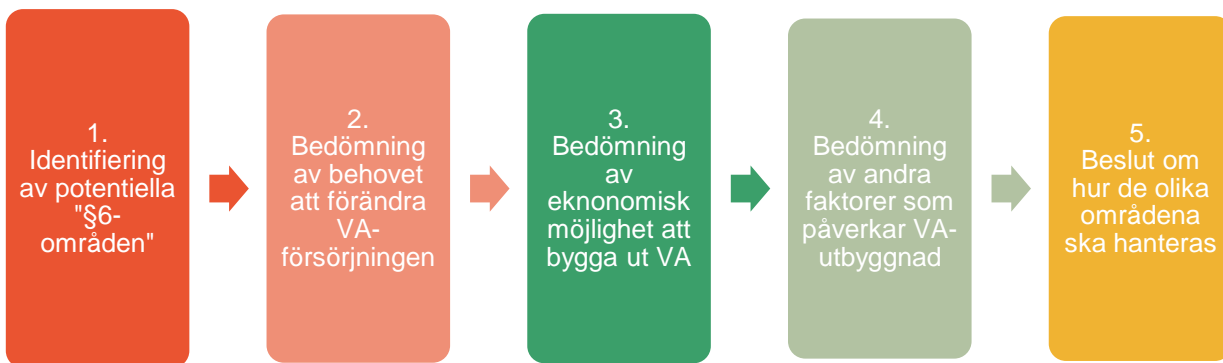 1.
Identifiering
av potentiella
"§6-
områden"
2.
Bedömning
av behovet
att förändra
VA-
försörjningen
3.
Bedömning
av
eknonomisk
möjlighet att
bygga ut VA
4.
Bedömning
av andra
faktorer som
påverkar VA-
utbyggnad
5.
Beslut om
hur de olika
områdena
ska hanteras